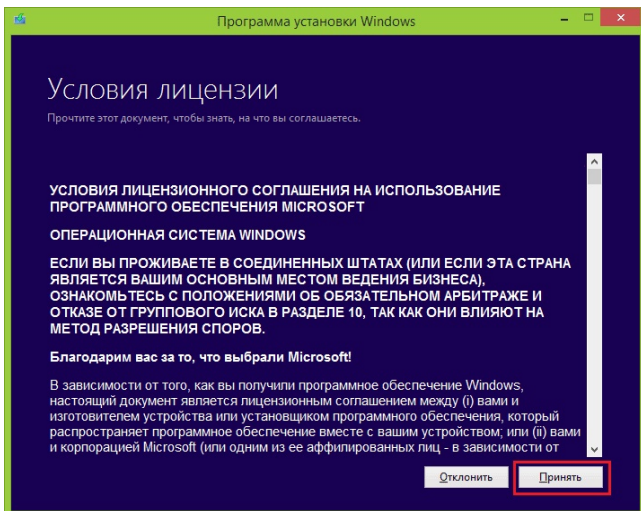 Программа установки Windows
Условия лицензии
Прочтите этот документ, чтобы знать, на что вы соглашаетесь.
УСЛОВИЯ ЛИЦЕНЗИОННОГО СОГЛАШЕНИЯ НА ИСПОЛЬЗОВАНИЕ
ПРОГРАММНОГО ОБЕСПЕЧЕНИЯ MICROSOFT
ОПЕРАЦИОННАЯ СИСТЕМА WINDOWS
ЕСЛИ ВЫ ПРОЖИВАЕТЕ В СОЕДИНЕННЫХ ШТАТАХ (ИЛИ ЕСЛИ ЭТА СТРАНА
ЯВЛЯЕТСЯ ВАШИМ ОСНОВНЫМ МЕСТОМ ВЕДЕНИЯ БИЗНЕСА),
ОЗНАКОМЬТЕСЬ С ПОЛОЖЕНИЯМИ ОБ ОБЯЗАТЕЛЬНОМ АРБИТРАЖЕ И
ОТКАЗЕ ОТ ГРУППОВОГО ИСКА В РАЗДЕЛЕ 10, ТАК КАК ОНИ ВЛИЯЮТ НА
МЕТОД РАЗРЕШЕНИЯ СПОРОВ.
Благодарим вас за то, что выбрали Microsoft!
В зависимости от того, как вы получили программное обеспечение Windows,
настоящий документ является лицензионным соглашением между (i) вами и
изготовителем устройства или установщиком программного обеспечения, который
распространяет программное обеспечение вместе с вашим устройством; или (ii) вами
и корпорацией Microsoft (или одним из ее аффилированных лиц - в зависимости от
Отклонить Принять